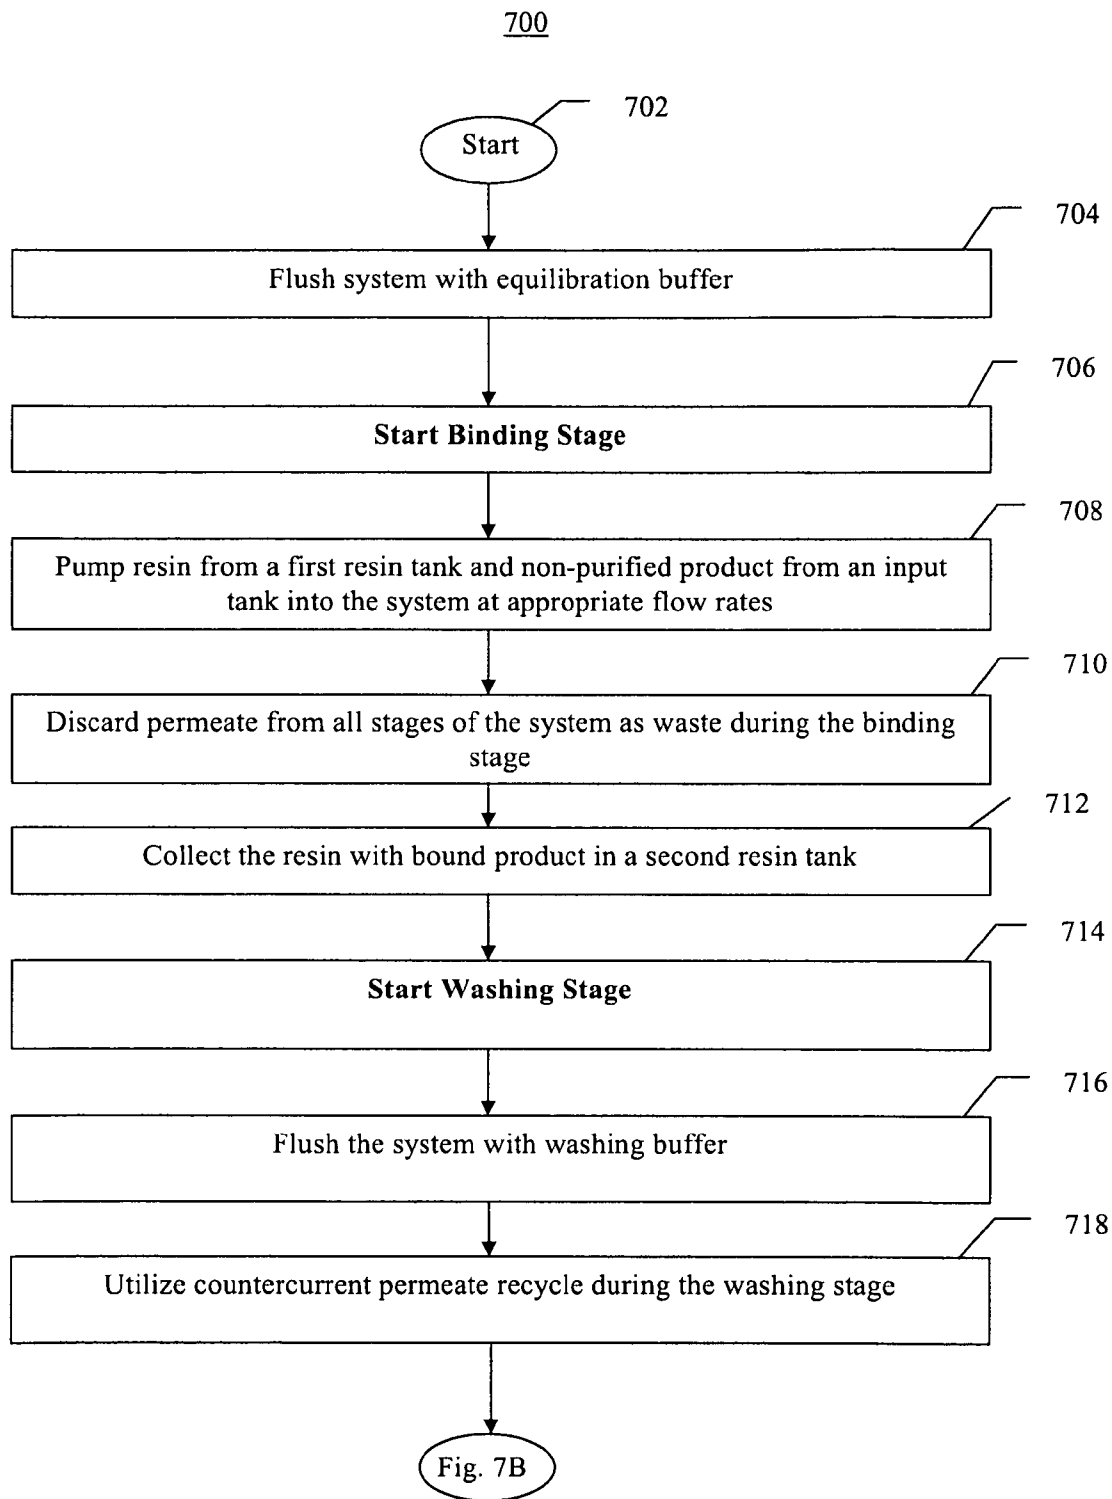 700
702
Start
704
Flush system with equilibration buffer
706
Start Binding Stage
708
Pump resin from a first resin tank and non-purified product from an input
tank into the system at appropriate flow rates
710
Discard permeate from all stages of the system as waste during the binding
stage
712
Collect the resin with bound product in a second resin tank
714
Start Washing Stage
716
Flush the system with washing buffer
718
Utilize countercurrent permeate recycle during the washing stage
Fig. 7B